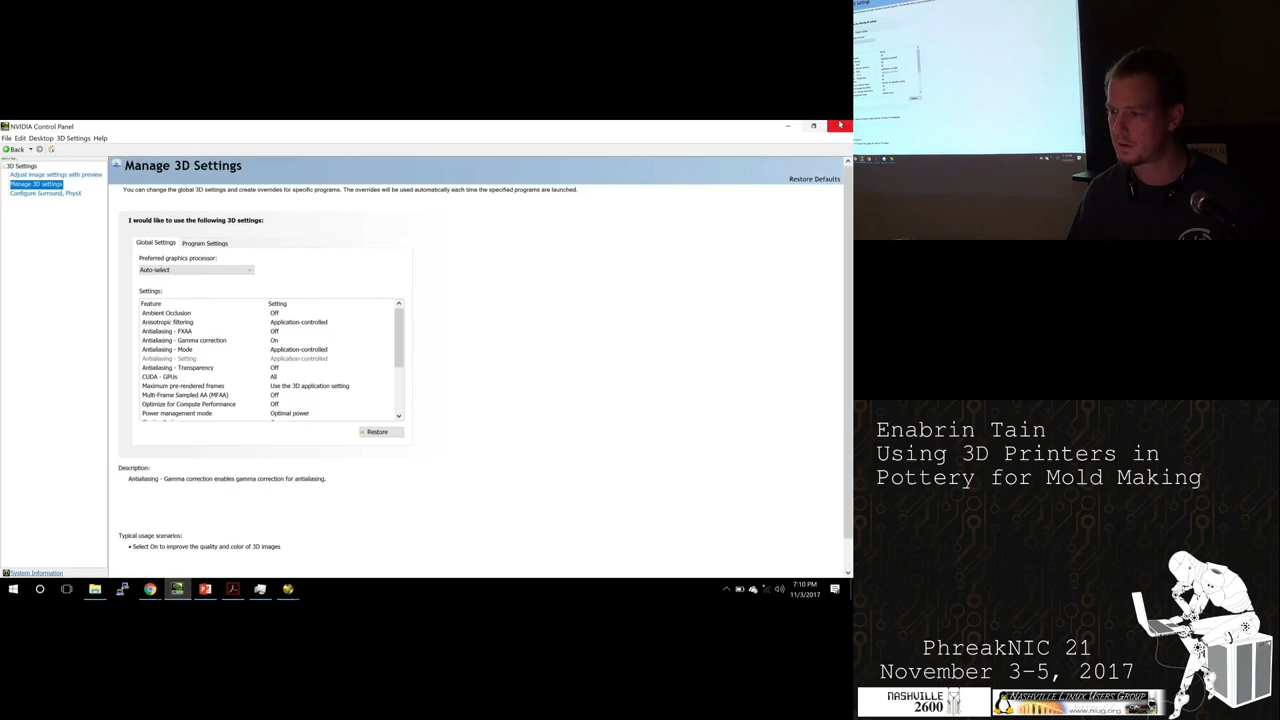 NVIDIA Control Panel
File Edit Desktop 3D Settings Help
Back
3D Settings
Adjust image settings with preview
Manage 3D settings
Configure Surround, PhysX
System Information
Manage 3D Settings
Restore Defaults
You can change the global 3D settings and create overrides for specific programs. The overrides will be used automatically each time the specified programs are launched.
I would like to use the following 3D settings:
Global Settings Program Settings
Preferred graphics processor:
Auto-select
Settings:
Feature Setting
Ambient Occlusion Off
Anisotropic filtering Application-controlled
Antialiasing - FXAA Off
Antialiasing - Gamma correction On
Antialiasing - Mode Application-controlled
Antialiasing - Setting Application-controlled
Antialiasing - Transparency Off
CUDA - GPUs All
Maximum pre-rendered frames Use the 3D application setting
Multi-Frame Sampled AA (MFAA) Off
Optimize for Compute Performance Off
Power management mode Optimal power
Restore
Description:
Antialiasing - Gamma correction enables gamma correction for antialiasing.
Typical usage scenarios:
• Select On to improve the quality and color of 3D images
7:10 PM
11/3/2017
Enabrin Tain
Using 3D Printers in
Pottery for Mold Making
PhreakNIC 21
November 3-5, 2017
NASHVILLE
2600
NASHVILLE LINUX USERS GROUP
www.nlug.org